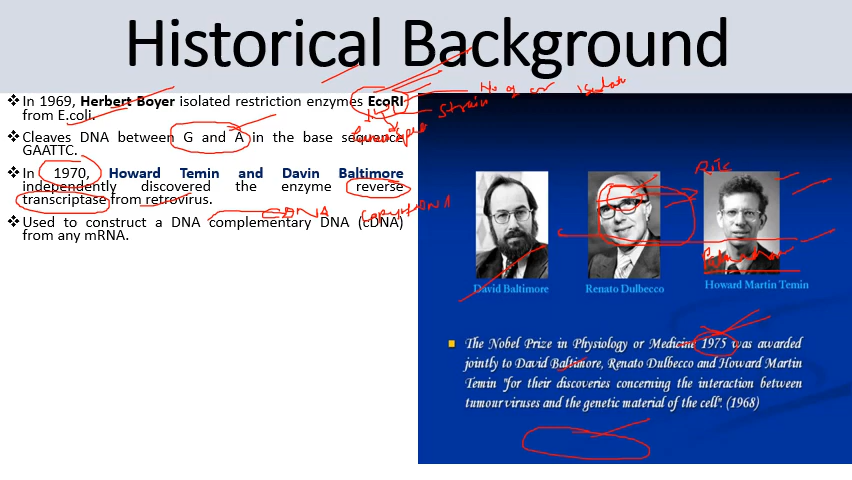 Historical Background
❖In 1969, Herbert Boyer isolated restriction enzymes EcoRI
from E.coli.
❖Cleaves DNA between G and A in the base sequence
GAATTC.
❖In 1970, Howard Temin and Davin Baltimore
independently discovered the enzyme reverse
transcriptase from retrovirus.
❖Used to construct a DNA complementary DNA (cDNA)
from any mRNA.
Strain
cDNA
David Baltimore
Renato Dulbecco
Howard Martin Temin
The Nobel Prize in Physiology or Medicine 1975 was awarded
jointly to David Baltimore, Renato Dulbecco and Howard Martin
Temin "for their discoveries concerning the interaction between
tumour viruses and the genetic material of the cell". (1968)